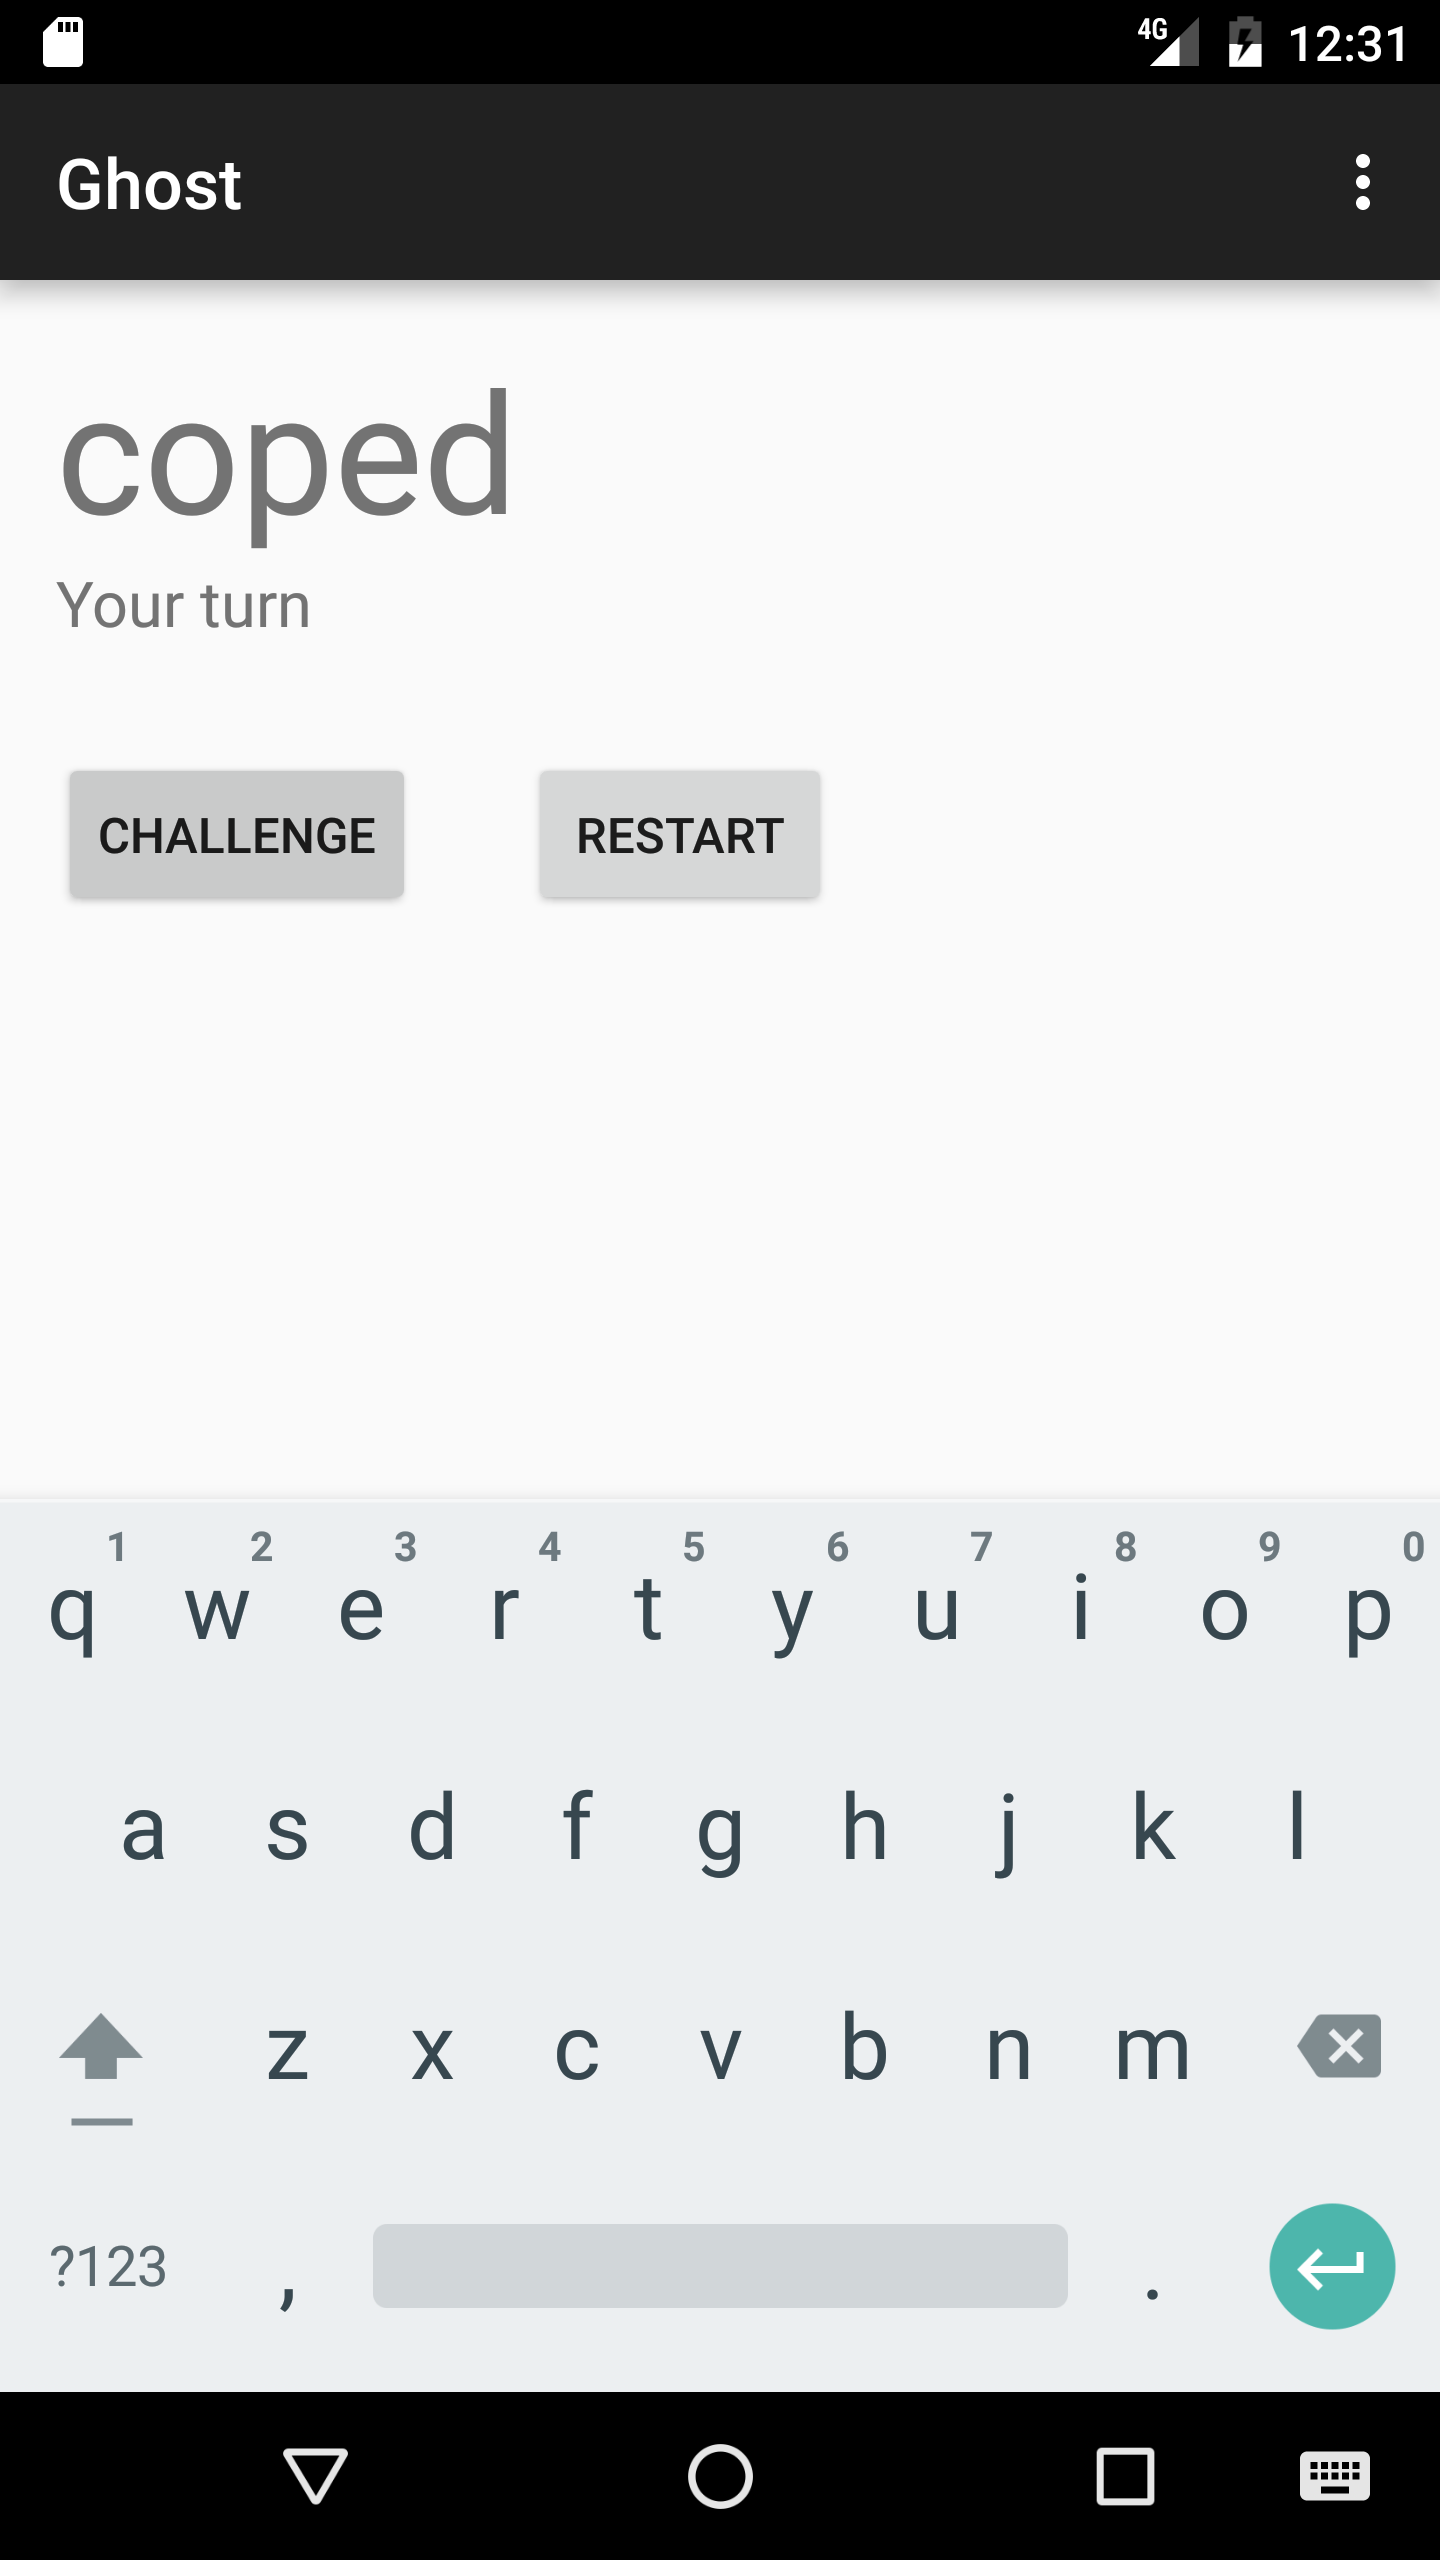 4G 12:31
Ghost
coped
Your turn
CHALLENGE RESTART
1 2 3 4 5 6 7 8 9 0
q w e r t y u i o p
a s d f g h j k l
z x c v b n m
?123 , .